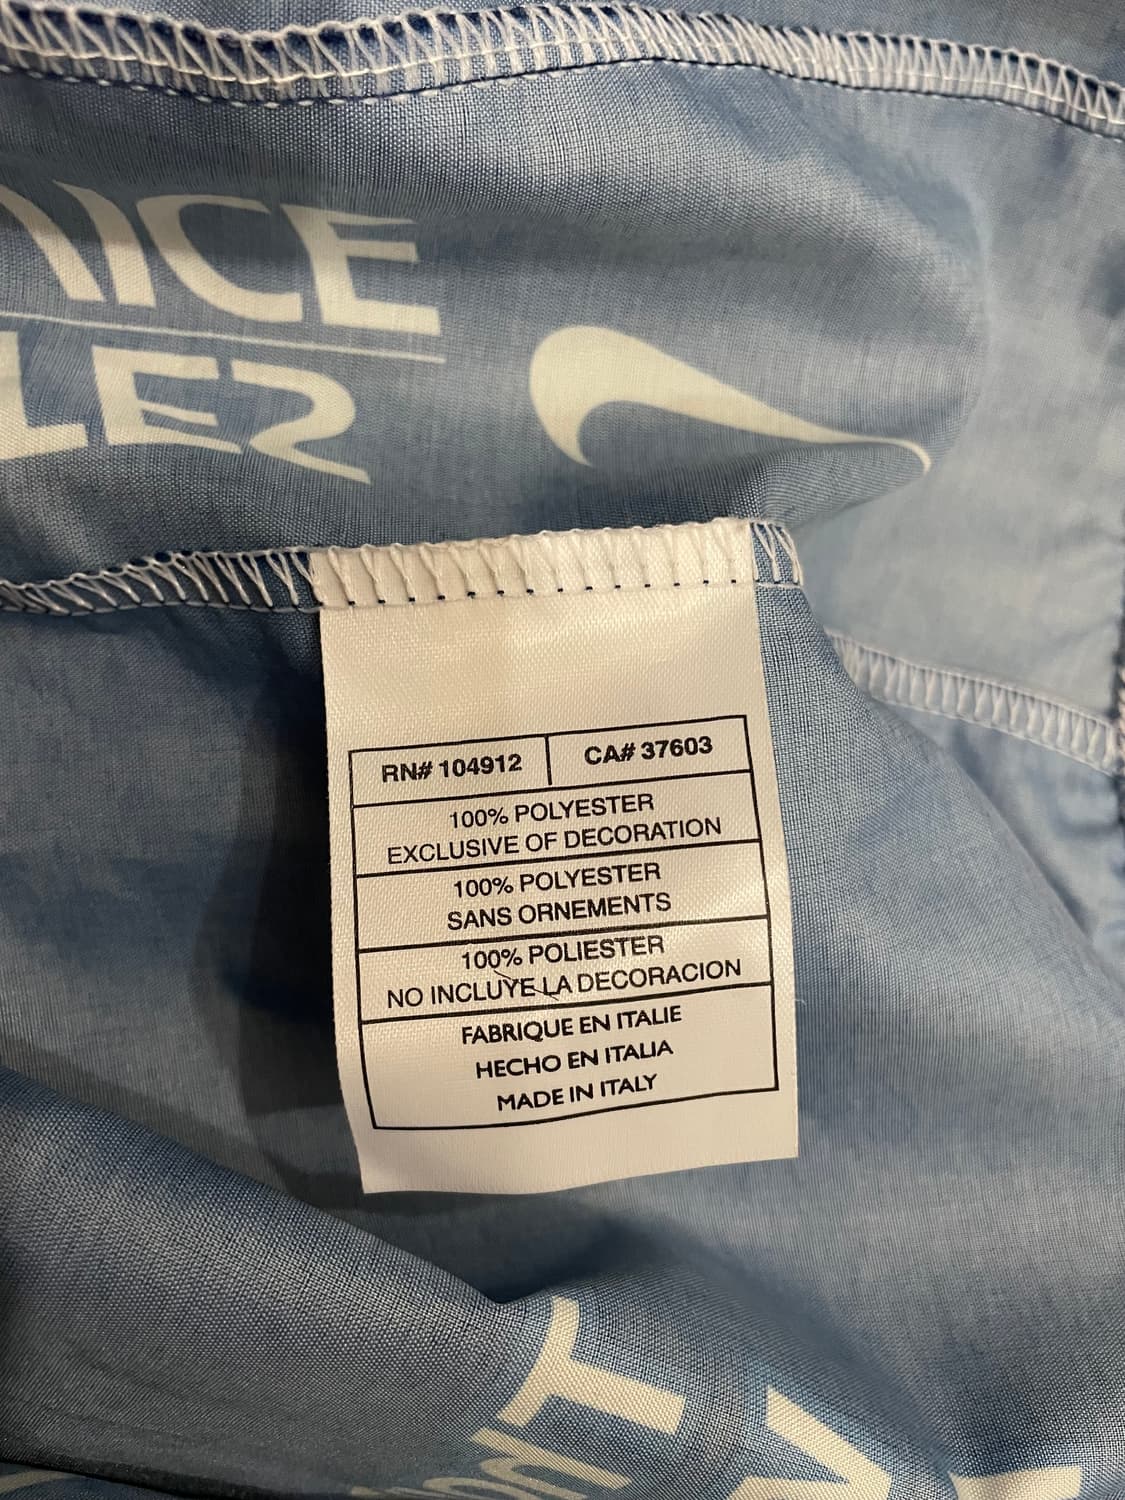 ICE
LES
RN# 104912 CA# 37603
100% POLYESTER
EXCLUSIVE OF DECORATION
100% POLYESTER
SANS ORNEMENTS
100% POLIESTER
NO INCLUYE LA DECORACION
FABRIQUE EN ITALIE
HECHO EN ITALIA
MADE IN ITALY